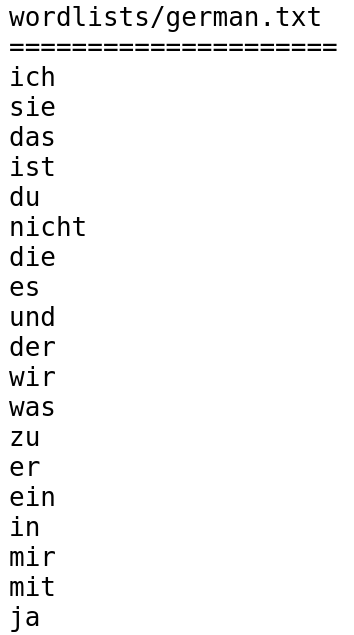 wordlists/german.txt
=====================
ich
sie
das
ist
du
nicht
die
es
und
der
wir
was
zu
er
ein
in
mir
mit
ja